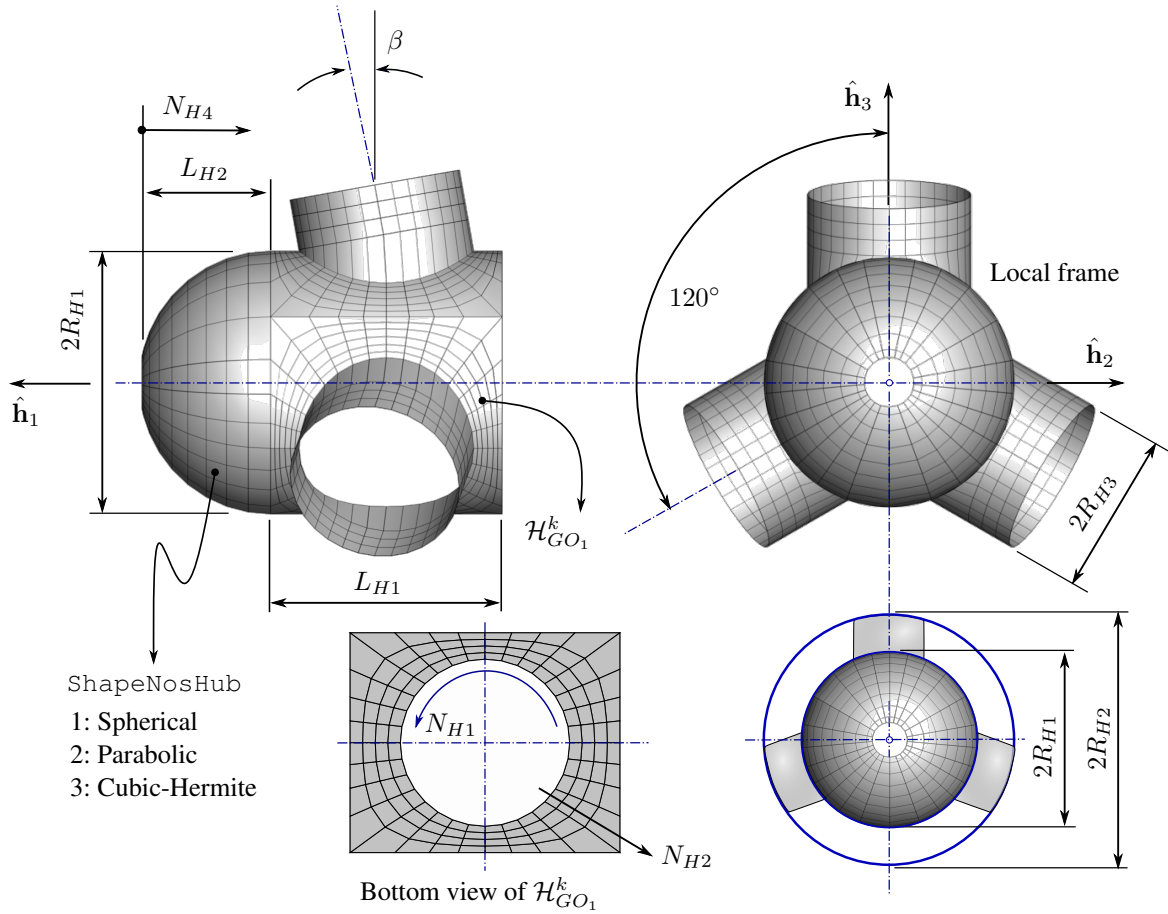 β
N_{H4}
L_{H2}
2R_{H1}
ĥ_1
L_{H1}
\mathcal{H}^k_{GO_1}
ShapeNosHub
1: Spherical
2: Parabolic
3: Cubic-Hermite
N_{H1}
N_{H2}
Bottom view of \mathcal{H}^k_{GO_1}
ĥ_3
120°
Local frame
ĥ_2
2R_{H3}
2R_{H1}
2R_{H2}